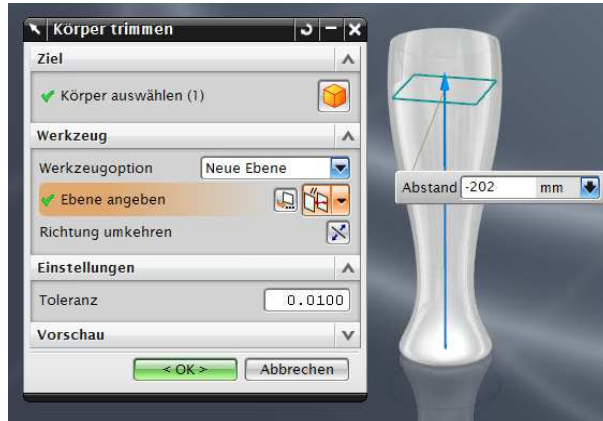 Körper trimmen
Ziel
Körper auswählen (1)
Werkzeug
Werkzeugoption Neue Ebene
Ebene angeben
Richtung umkehren
Einstellungen
Toleranz 0.0100
Vorschau
< OK > Abbrechen
Abstand -202 mm